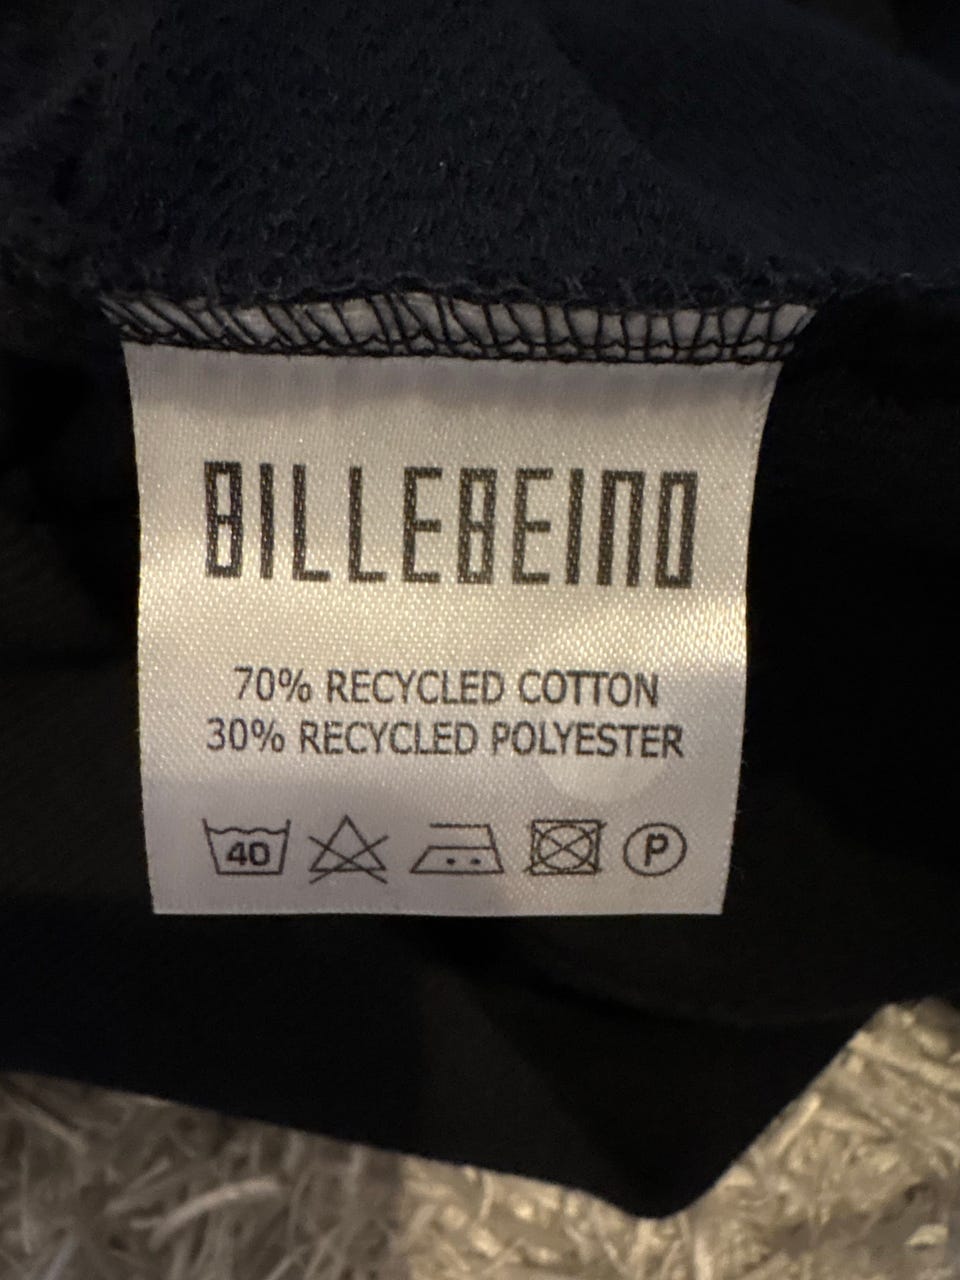 BILLEBEINO
70% RECYCLED COTTON
30% RECYCLED POLYESTER
40 P